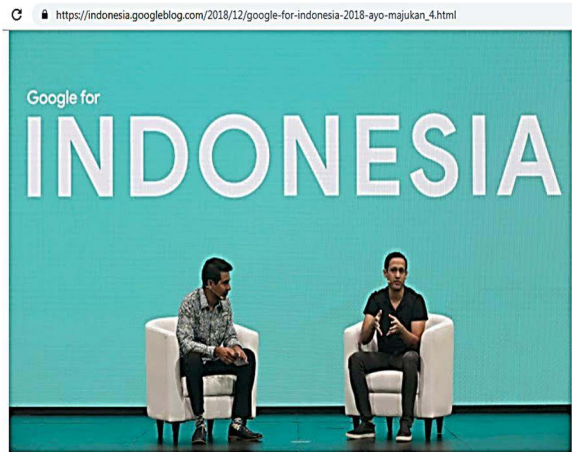 https://indonesia.googleblog.com/2018/12/google-for-indonesia-2018-ayo-majukan_4.html
Google for
INDONESIA